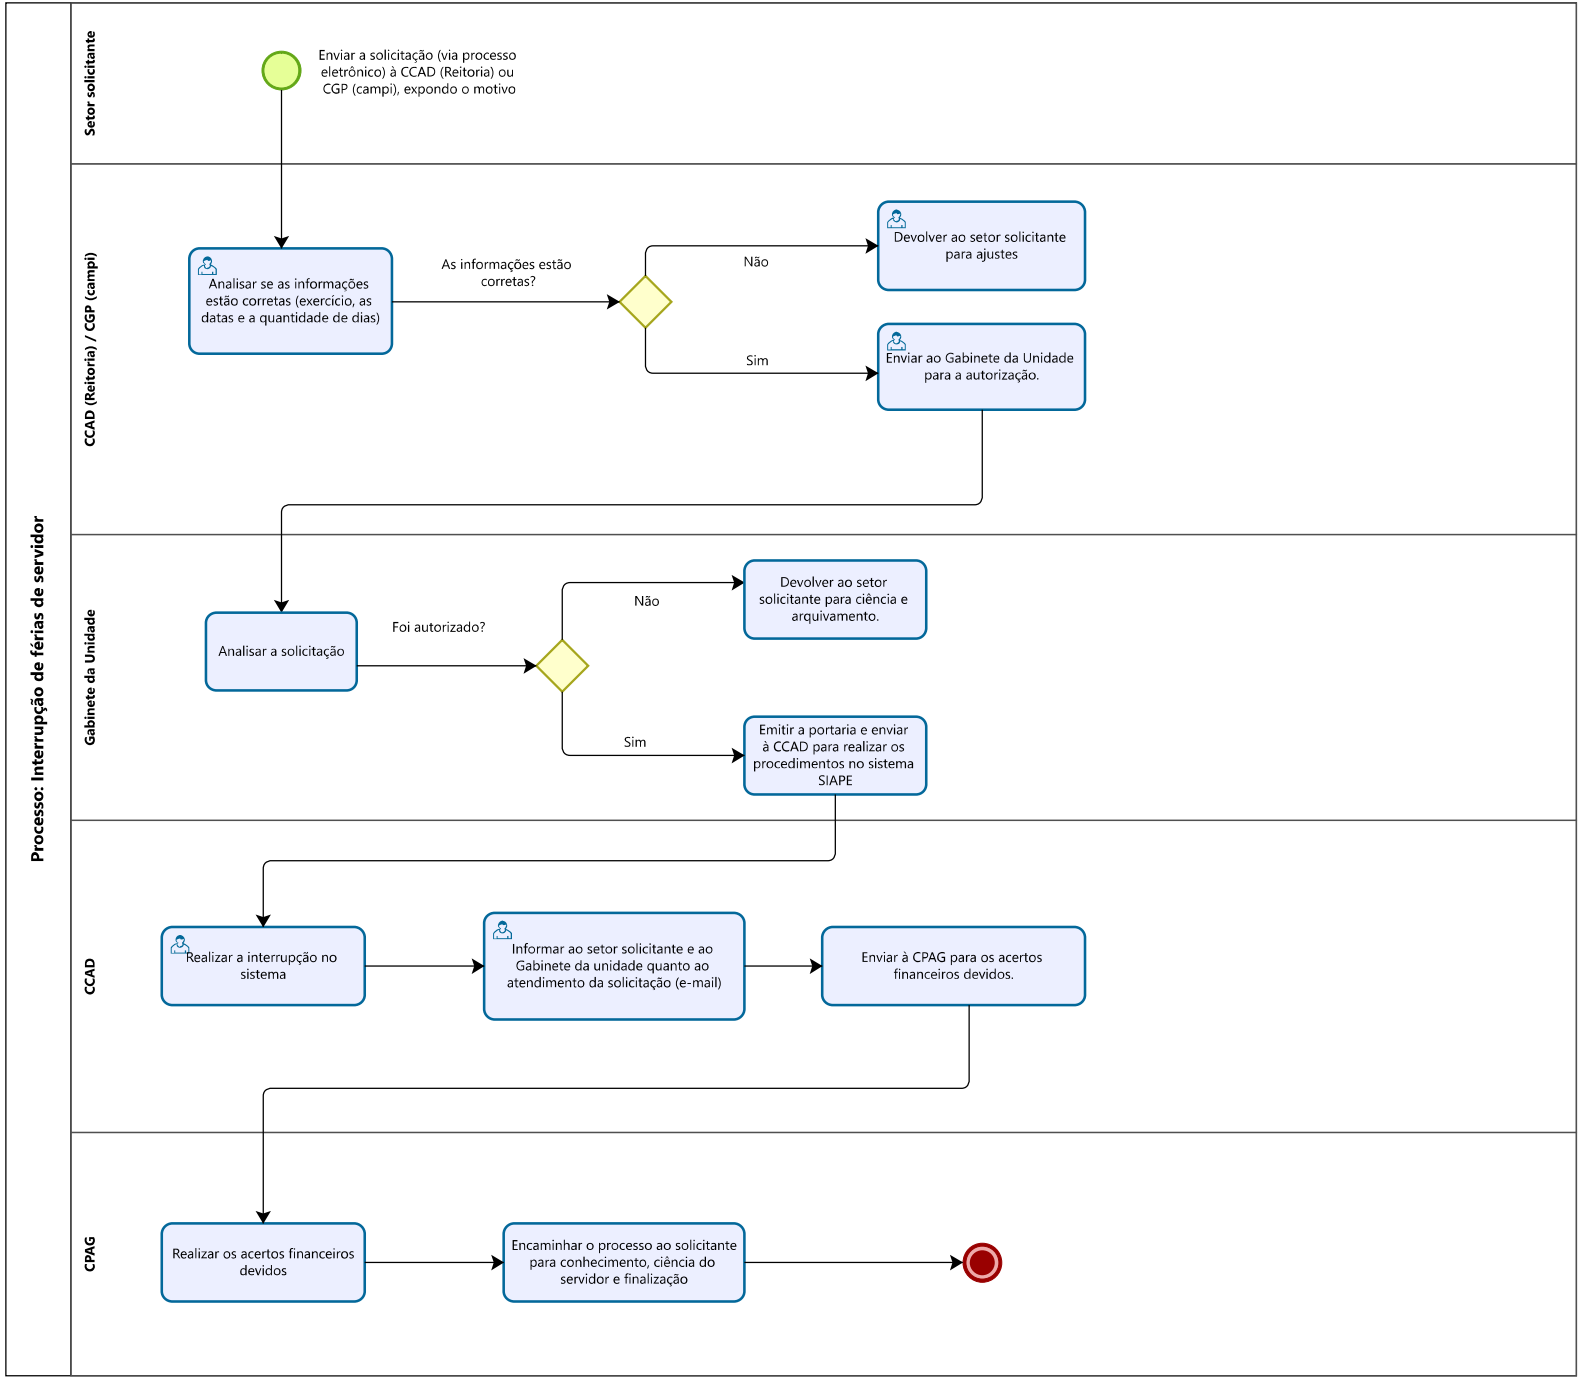 Processo: Interrupção de férias de servidor
Setor solicitante
Enviar a solicitação (via processo
eletrônico) à CCAD (Reitoria) ou
CGP (campi), expondo o motivo
CCAD (Reitoria) / CGP (campi)
Analisar se as informações
estão corretas (exercício, as
datas e a quantidade de dias)
As informações estão
corretas?
Não
Devolver ao setor solicitante
para ajustes
Sim
Enviar ao Gabinete da Unidade
para a autorização.
Gabinete da Unidade
Analisar a solicitação
Foi autorizado?
Não
Devolver ao setor
solicitante para ciência e
arquivamento.
Sim
Emitir a portaria e enviar
à CCAD para realizar os
procedimentos no sistema
SIAPE
CCAD
Realizar a interrupção no
sistema
Informar ao setor solicitante e ao
Gabinete da unidade quanto ao
atendimento da solicitação (e-mail)
Enviar à CPAG para os acertos
financeiros devidos.
CPAG
Realizar os acertos financeiros
devidos
Encaminhar o processo ao solicitante
para conhecimento, ciência do
servidor e finalização